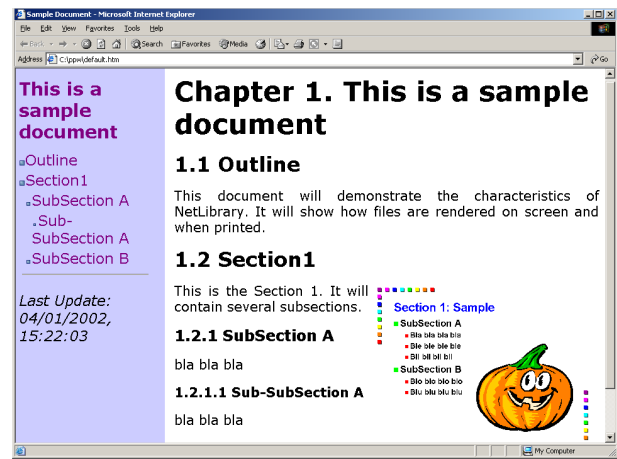 Sample Document - Microsoft Internet Explorer
File Edit View Favorites Tools Help
Back Search Favorites Media
Address C:\ppw\default.htm Go
This is a
sample
document
Outline
Section1
SubSection A
Sub-
SubSection A
SubSection B
Last Update:
04/01/2002,
15:22:03
Chapter 1. This is a sample
document
1.1 Outline
This document will demonstrate the characteristics of
NetLibrary. It will show how files are rendered on screen and
when printed.
1.2 Section1
This is the Section 1. It will
contain several subsections.
1.2.1 SubSection A
bla bla bla
1.2.1.1 Sub-SubSection A
bla bla bla
Section 1: Sample
SubSection A
Bla bla bla bla
Ble ble ble ble
Bli bli bli bli
SubSection B
Blo blo blo blo
Blu blu blu blu
My Computer